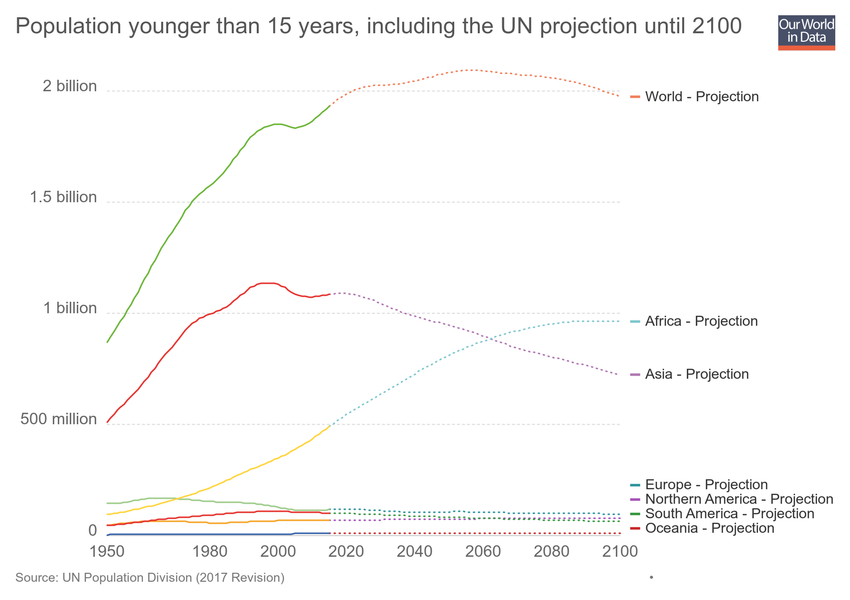 Population younger than 15 years, including the UN projection until 2100
Our World
in Data
2 billion
1.5 billion
1 billion
500 million
0
1950
1980
2000
2020
2040
2060
2080
2100
World - Projection
Africa - Projection
Asia - Projection
Europe - Projection
Northern America - Projection
South America - Projection
Oceania - Projection
Source: UN Population Division (2017 Revision)